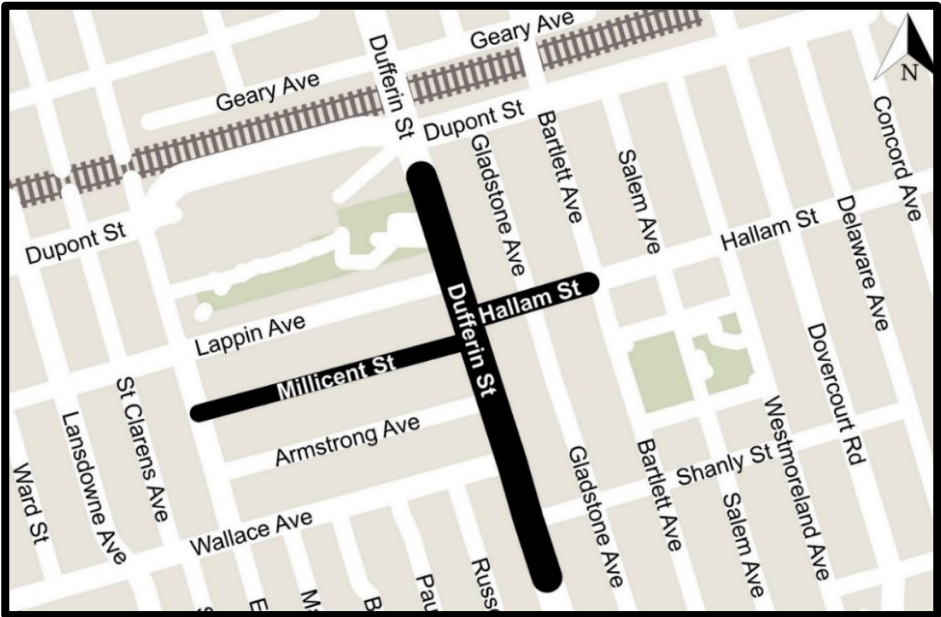 Geary Ave
Geary Ave
Dufferin St
Dupont St
N
Concord Ave
Gladstone Ave
Bartlett Ave
Salem Ave
Hallam St
Delaware Ave
Dupont St
Hallam St
Dufferin St
Lappin Ave
Millicent St
Dovercourt Rd
St Clarens Ave
Armstrong Ave
Westmoreland Ave
Lansdowne Ave
Ward St
Gladstone Ave
Bartlett Ave
Shanly St
Salem Ave
Wallace Ave
Russ
Pau
B
E